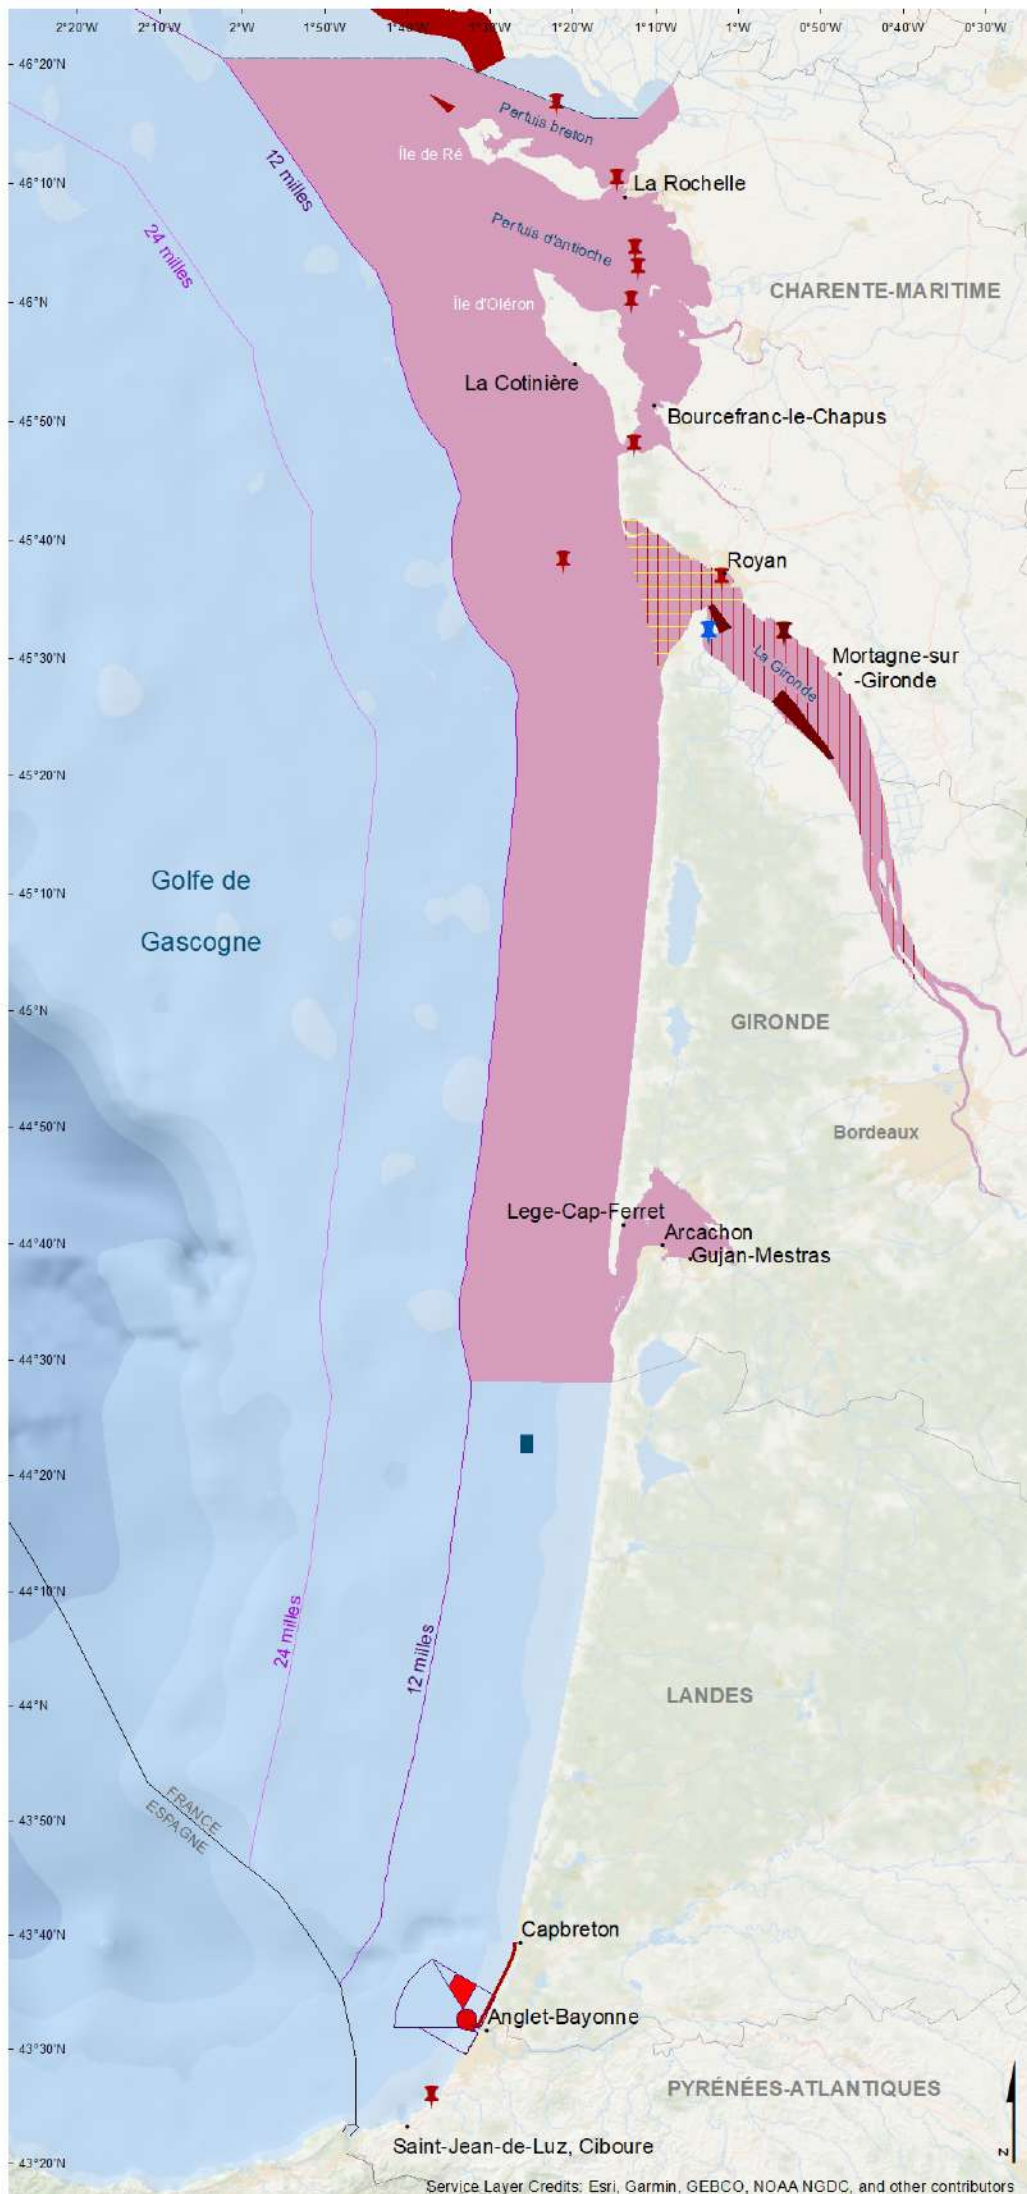 2°20'W 2°10'W 2°W 1°50'W 1°40'W 1°30'W 1°20'W 1°10'W 1°W 0°50'W 0°40'W 0°30'W
46°20'N
Pertuis breton
12 milles
Île de Ré
46°10'N
La Rochelle
24 milles
Pertuis d'antioche
46°N
Île d'Oléron
CHARENTE-MARITIME
La Cotinière
45°50'N
Bourcefranc-le-Chapus
45°40'N
Royan
45°30'N
La Gironde
Mortagne-sur
-Gironde
45°20'N
Golfe de
45°10'N
Gascogne
45°N
GIRONDE
44°50'N
Bordeaux
Lege-Cap-Ferret
Arcachon
44°40'N
Gujan-Mestras
44°30'N
44°20'N
44°10'N
24 milles
12 milles
44°N
LANDES
43°50'N
FRANCE
ESPAGNE
43°40'N
Capbreton
Anglet-Bayonne
43°30'N
PYRÉNÉES-ATLANTIQUES
Saint-Jean-de-Luz, Ciboure
N
43°20'N
Service Layer Credits: Esri, Garmin, GEBCO, NOAA NGDC, and other contributors